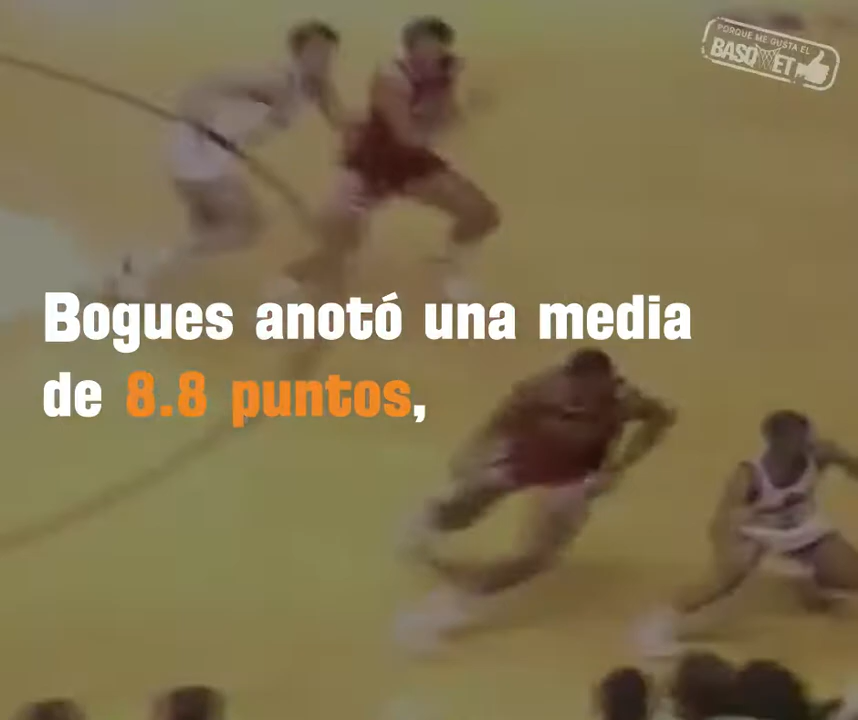 PORQUE ME GUSTA EL
BASQUET
Bogues anotó una media
de 8.8 puntos,